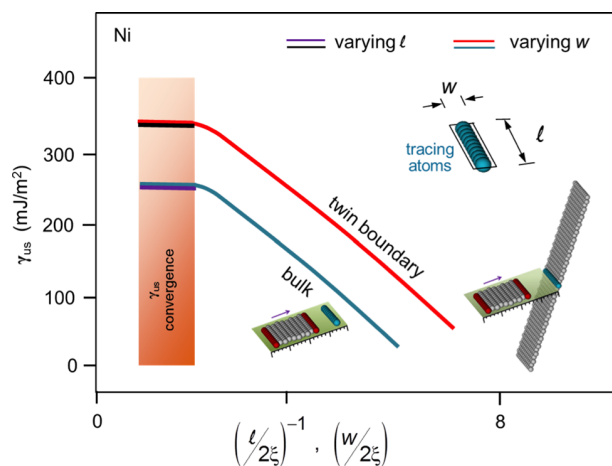 Ni
varying ℓ
varying w
400
300
200
100
0
γus (mJ/m²)
γus
convergence
w
ℓ
tracing
atoms
twin boundary
bulk
0
8
(ℓ/2ξ)⁻¹ , (w/2ξ)